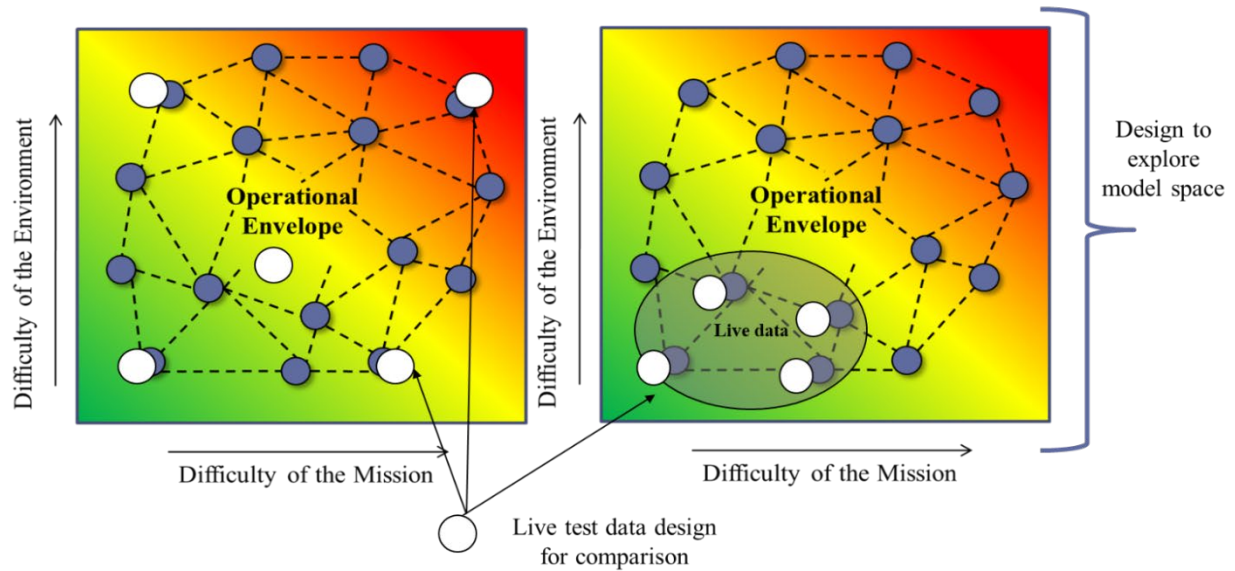 Difficulty of the Environment
Operational
Envelope
Difficulty of the Mission
Difficulty of the Environment
Operational
Envelope
Live data
Difficulty of the Mission
Design to
explore
model space
Live test data design
for comparison